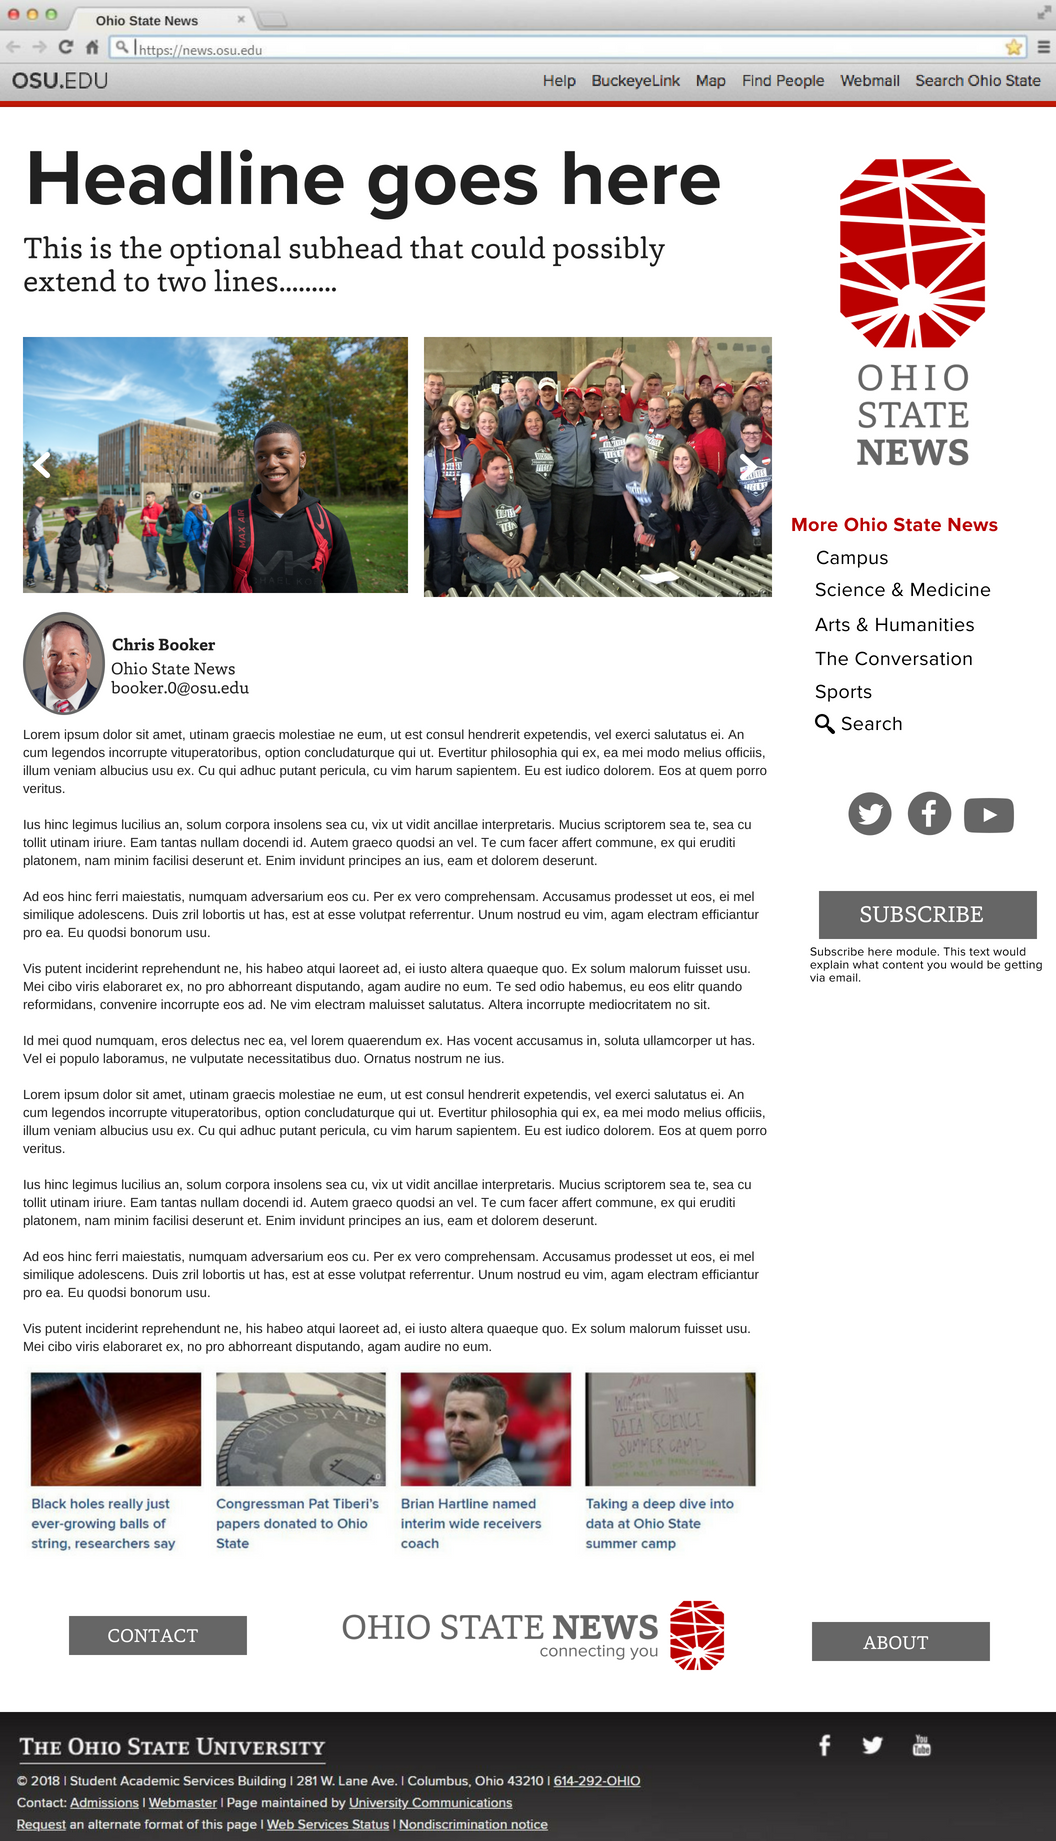 Ohio State News
https://news.osu.edu
OSU.EDU
Help BuckeyeLink Map Find People Webmail Search Ohio State
Headline goes here
This is the optional subhead that could possibly
extend to two lines.........
OHIO
STATE
NEWS
MAX AIR
More Ohio State News
Campus
Science & Medicine
Arts & Humanities
The Conversation
Sports
Search
SUBSCRIBE
Subscribe here module. This text would
explain what content you would be getting
via email.
Chris Booker
Ohio State News
booker.0@osu.edu
Lorem ipsum dolor sit amet, utinam graecis molestiae ne eum, ut est consul hendrerit expetendis, vel exerci salutatus ei. An
cum legendos incorrupte vituperatoribus, option concludaturque qui ut. Evertitur philosophia qui ex, ea mei modo melius officiis,
illum veniam albucius usu ex. Cu qui adhuc putant pericula, cu vim harum sapientem. Eu est iudico dolorem. Eos at quem porro
veritus.
Ius hinc legimus lucilius an, solum corpora insolens sea cu, vix ut vidit ancillae interpretaris. Mucius scriptorem sea te, sea cu
tollit utinam iriure. Eam tantas nullam docendi id. Autem graeco quodsi an vel. Te cum facer affert commune, ex qui eruditi
platonem, nam minim facilisi deserunt et. Enim invidunt principes an ius, eam et dolorem deserunt.
Ad eos hinc ferri maiestatis, numquam adversarium eos cu. Per ex vero comprehensam. Accusamus prodesset ut eos, ei mel
similique adolescens. Duis zril lobortis ut has, est at esse volutpat referrentur. Unum nostrud eu vim, agam electram efficiantur
pro ea. Eu quodsi bonorum usu.
Vis putent inciderint reprehendunt ne, his habeo atqui laoreet ad, ei iusto altera quaeque quo. Ex solum malorum fuisset usu.
Mei cibo viris elaboraret ex, no pro abhorreant disputando, agam audire no eum. Te sed odio habemus, eu eos elitr quando
reformidans, convenire incorrupte eos ad. Ne vim electram maluisset salutatus. Altera incorrupte mediocritatem no sit.
Id mei quod numquam, eros delectus nec ea, vel lorem quaerendum ex. Has vocent accusamus in, soluta ullamcorper ut has.
Vel ei populo laboramus, ne vulputate necessitatibus duo. Ornatus nostrum ne ius.
Lorem ipsum dolor sit amet, utinam graecis molestiae ne eum, ut est consul hendrerit expetendis, vel exerci salutatus ei. An
cum legendos incorrupte vituperatoribus, option concludaturque qui ut. Evertitur philosophia qui ex, ea mei modo melius officiis,
illum veniam albucius usu ex. Cu qui adhuc putant pericula, cu vim harum sapientem. Eu est iudico dolorem. Eos at quem porro
veritus.
Ius hinc legimus lucilius an, solum corpora insolens sea cu, vix ut vidit ancillae interpretaris. Mucius scriptorem sea te, sea cu
tollit utinam iriure. Eam tantas nullam docendi id. Autem graeco quodsi an vel. Te cum facer affert commune, ex qui eruditi
platonem, nam minim facilisi deserunt et. Enim invidunt principes an ius, eam et dolorem deserunt.
Ad eos hinc ferri maiestatis, numquam adversarium eos cu. Per ex vero comprehensam. Accusamus prodesset ut eos, ei mel
similique adolescens. Duis zril lobortis ut has, est at esse volutpat referrentur. Unum nostrud eu vim, agam electram efficiantur
pro ea. Eu quodsi bonorum usu.
Vis putent inciderint reprehendunt ne, his habeo atqui laoreet ad, ei iusto altera quaeque quo. Ex solum malorum fuisset usu.
Mei cibo viris elaboraret ex, no pro abhorreant disputando, agam audire no eum.
OHIO STATE
WOMEN IN
DATA SCIENCE
SUMMER CAMP
Black holes really just
ever-growing balls of
string, researchers say
Congressman Pat Tiberi's
papers donated to Ohio
State
Brian Hartline named
interim wide receivers
coach
Taking a deep dive into
data at Ohio State
summer camp
CONTACT
OHIO STATE NEWS
connecting you
ABOUT
THE OHIO STATE UNIVERSITY
You
Tube
© 2018 | Student Academic Services Building | 281 W. Lane Ave. | Columbus, Ohio 43210 | 614-292-OHIO
Contact: Admissions | Webmaster | Page maintained by University Communications
Request an alternate format of this page | Web Services Status | Nondiscrimination notice